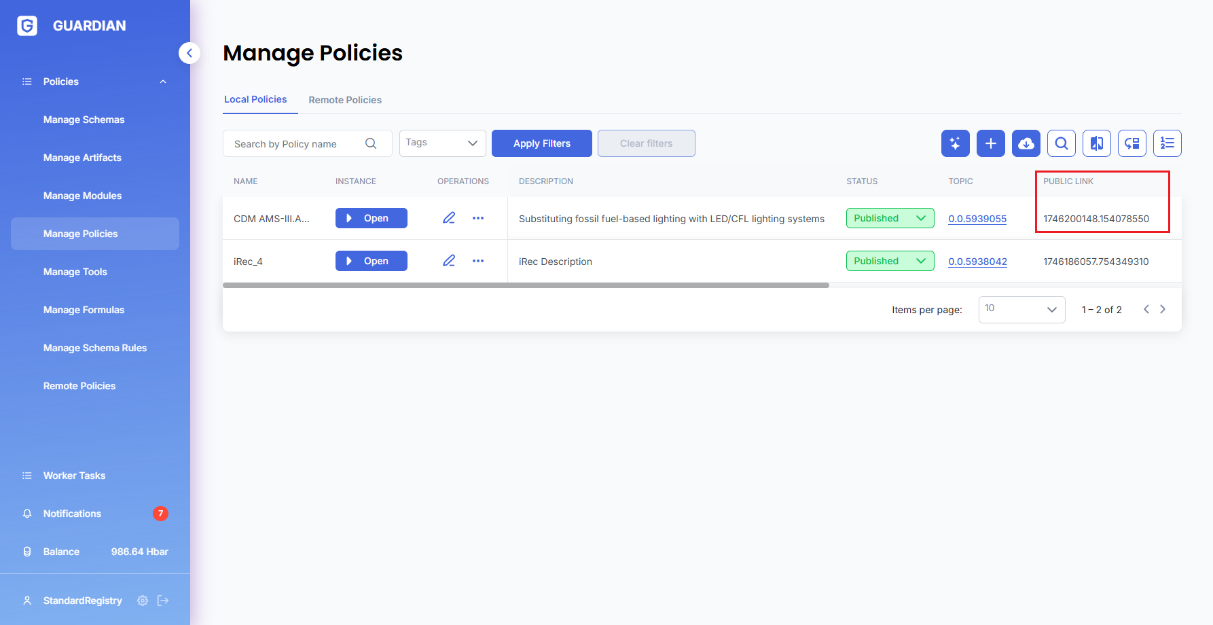 GUARDIAN
Policies
Manage Schemas
Manage Artifacts
Manage Modules
Manage Policies
Manage Tools
Manage Formulas
Manage Schema Rules
Remote Policies
Worker Tasks
Notifications 7
Balance 986.64 Hbar
StandardRegistry
Manage Policies
Local Policies Remote Policies
Search by Policy name Tags Apply Filters Clear filters
NAME INSTANCE OPERATIONS DESCRIPTION STATUS TOPIC PUBLIC LINK
CDM AMS-III.A... Open Substituting fossil fuel-based lighting with LED/CFL lighting systems Published 0.0.5939055 1746200148.154078550
iRec_4 Open iRec Description Published 0.0.5938042 1746186057.754349310
Items per page: 10 1 – 2 of 2